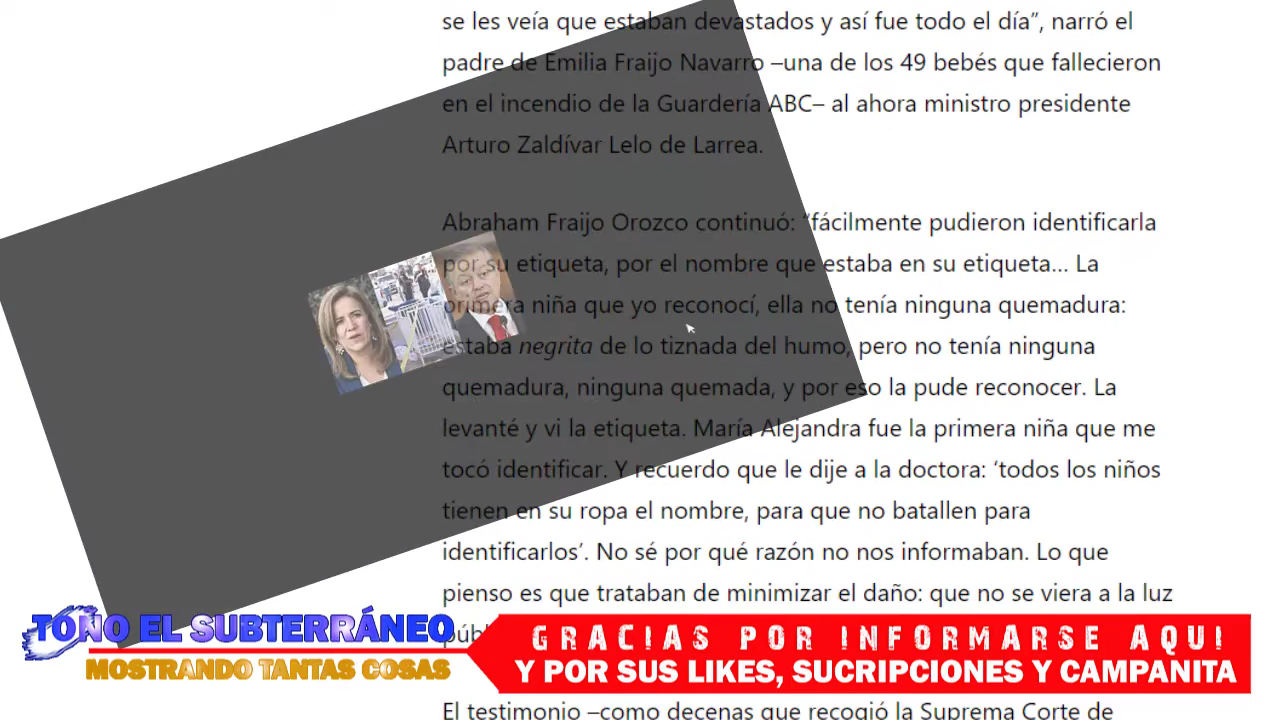 se les veía que estaban devastados y así fue todo el día”, narró el
padre de Emilia Fraijo Navarro –una de los 49 bebés que fallecieron
en el incendio de la Guardería ABC– al ahora ministro presidente
Arturo Zaldívar Lelo de Larrea.
Abraham Fraijo Orozco continuó: “fácilmente pudieron identificarla
por su etiqueta, por el nombre que estaba en su etiqueta… La
primera niña que yo reconocí, ella no tenía ninguna quemadura:
estaba negrita de lo tiznada del humo, pero no tenía ninguna
quemadura, ninguna quemada, y por eso la pude reconocer. La
levanté y vi la etiqueta. María Alejandra fue la primera niña que me
tocó identificar. Y recuerdo que le dije a la doctora: ‘todos los niños
tienen en su ropa el nombre, para que no batallen para
identificarlos’. No sé por qué razón no nos informaban. Lo que
pienso es que trataban de minimizar el daño: que no se viera a la luz
TOÑO EL SUBTERRÁNEO
MOSTRANDO TANTAS COSAS
GRACIAS POR INFORMARSE AQUI
Y POR SUS LIKES, SUCRIPCIONES Y CAMPANITA
El testimonio –como decenas que recogió la Suprema Corte de